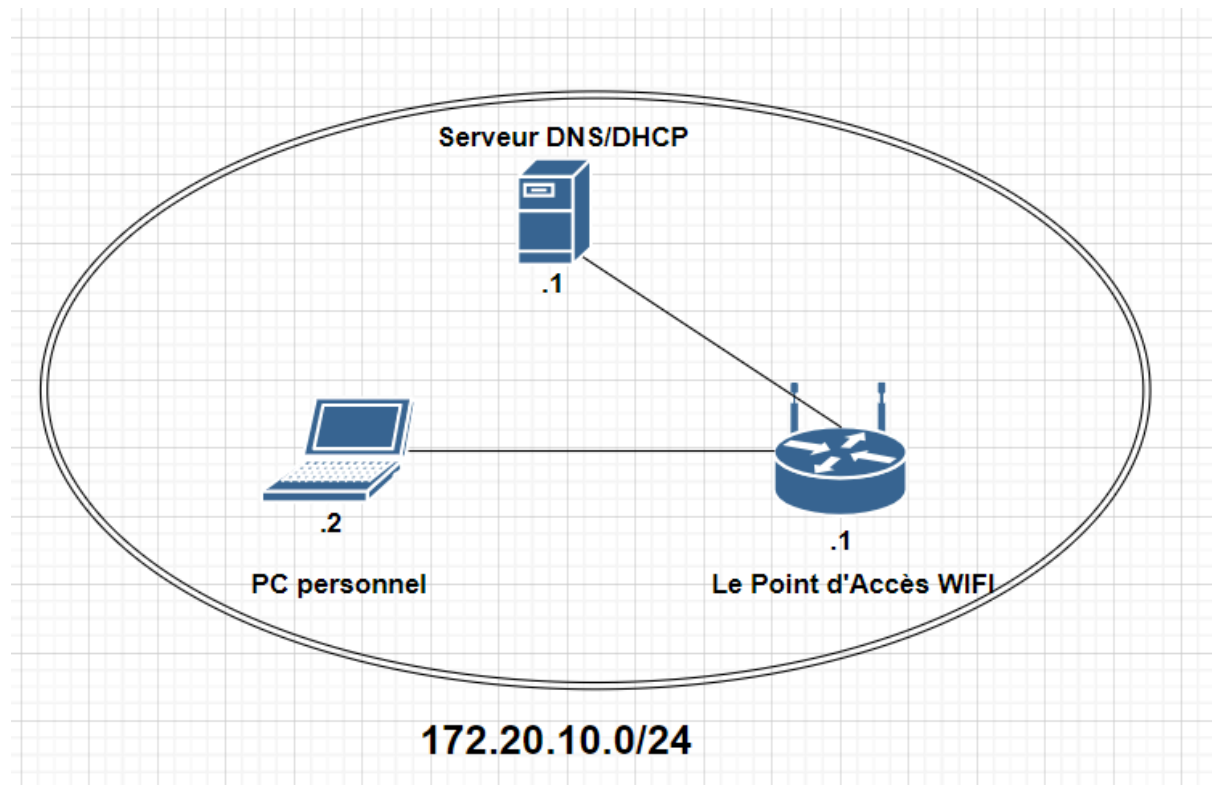 Serveur DNS/DHCP
.1
.2
.1
PC personnel
Le Point d'Accès WIFI
172.20.10.0/24